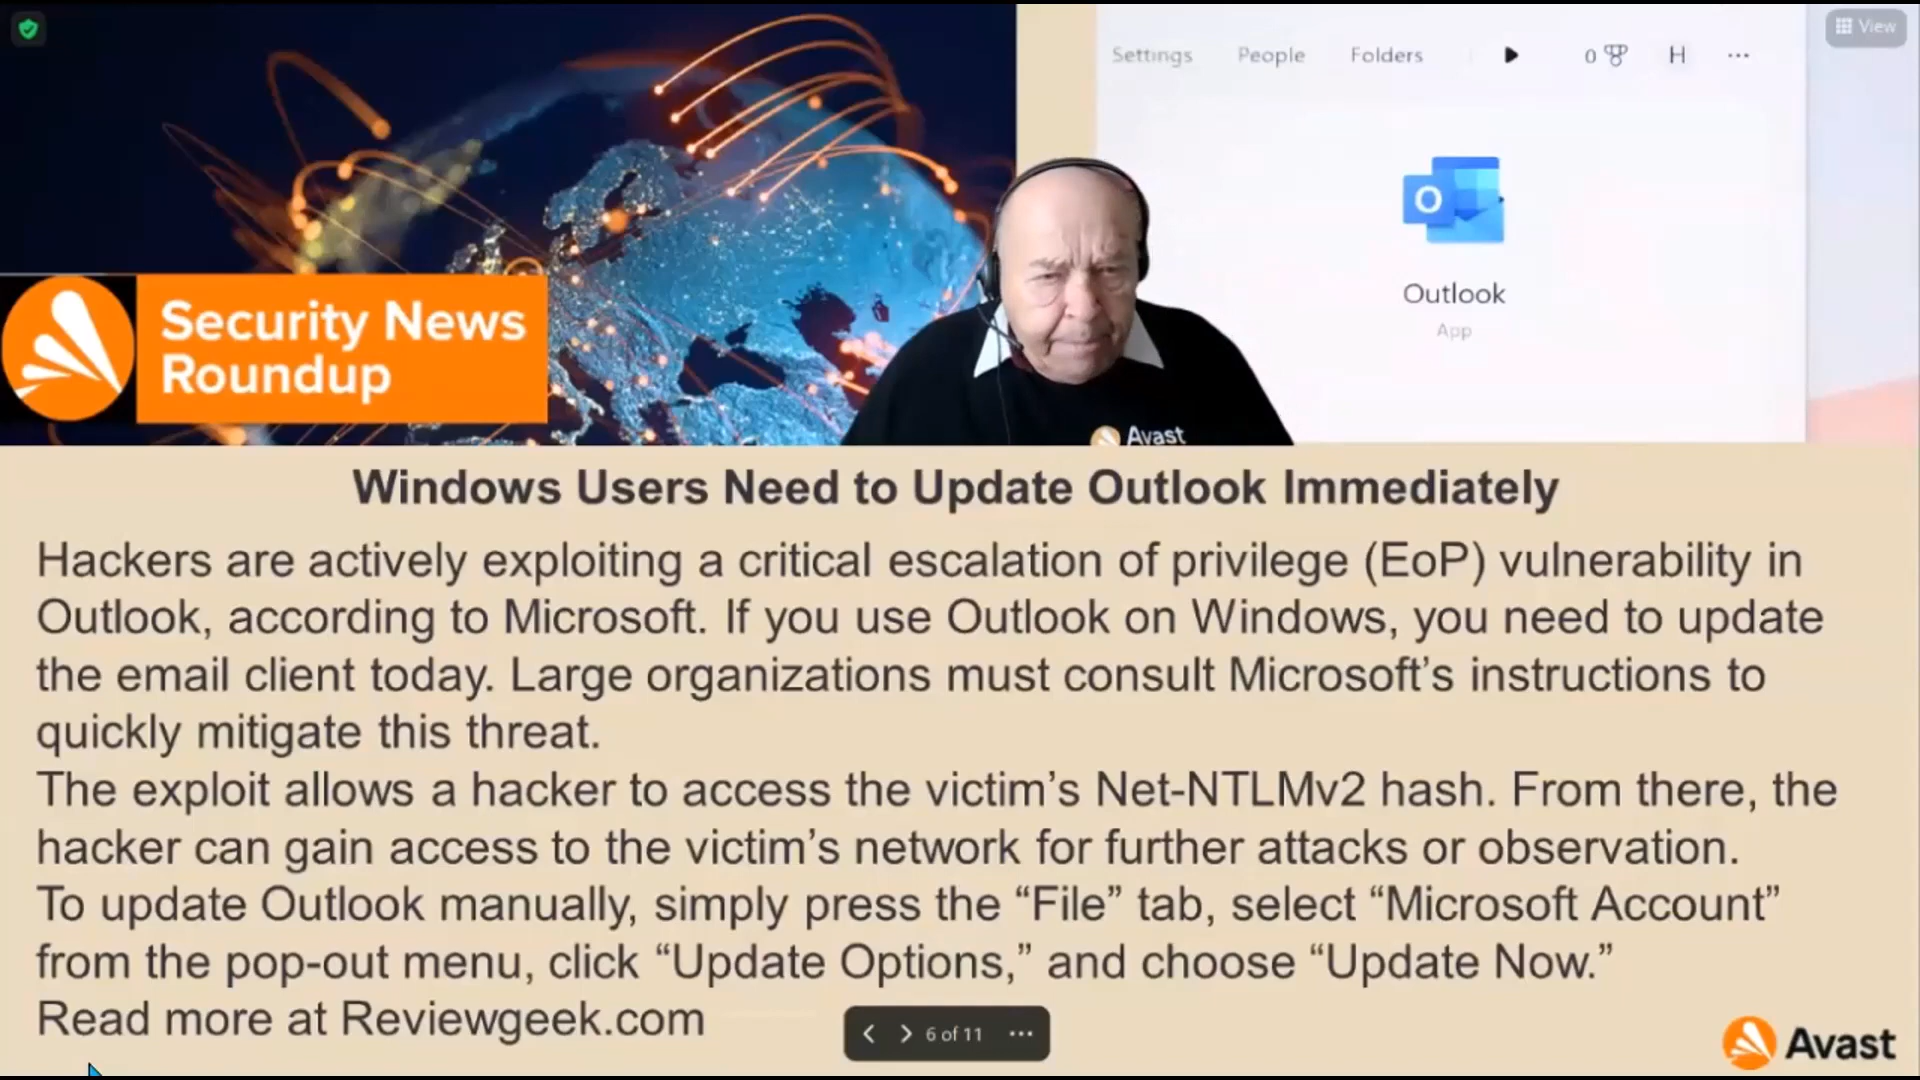 View
Settings People Folders 0 H ...
O
Outlook
App
Security News
Roundup
Avast
Windows Users Need to Update Outlook Immediately
Hackers are actively exploiting a critical escalation of privilege (EoP) vulnerability in
Outlook, according to Microsoft. If you use Outlook on Windows, you need to update
the email client today. Large organizations must consult Microsoft’s instructions to
quickly mitigate this threat.
The exploit allows a hacker to access the victim’s Net-NTLMv2 hash. From there, the
hacker can gain access to the victim’s network for further attacks or observation.
To update Outlook manually, simply press the “File” tab, select “Microsoft Account”
from the pop-out menu, click “Update Options,” and choose “Update Now.”
Read more at Reviewgeek.com
6 of 11 ...
Avast